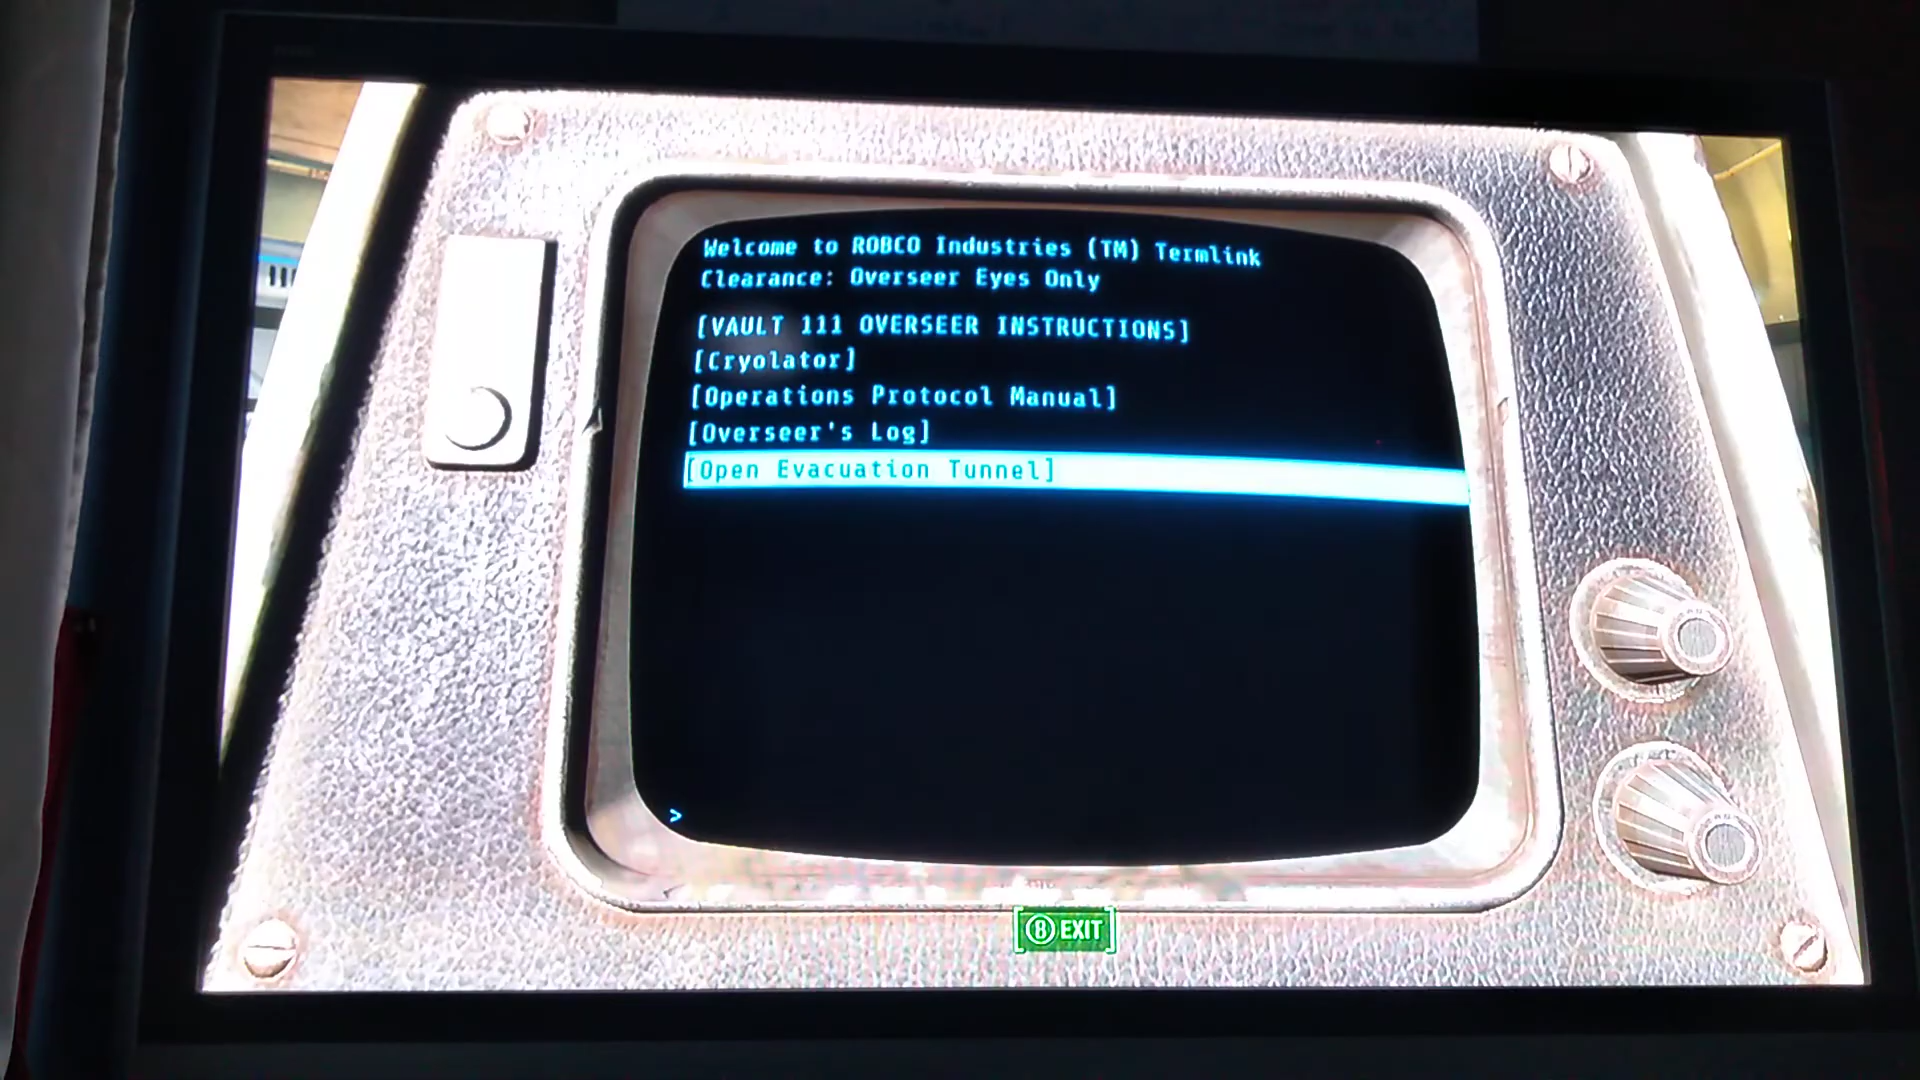 Welcome to ROBCO Industries (TM) Termlink
Clearance: Overseer Eyes Only
[VAULT 111 OVERSEER INSTRUCTIONS]
[Cryolator]
[Operations Protocol Manual]
[Overseer's Log]
[Open Evacuation Tunnel]
>
Ⓑ EXIT